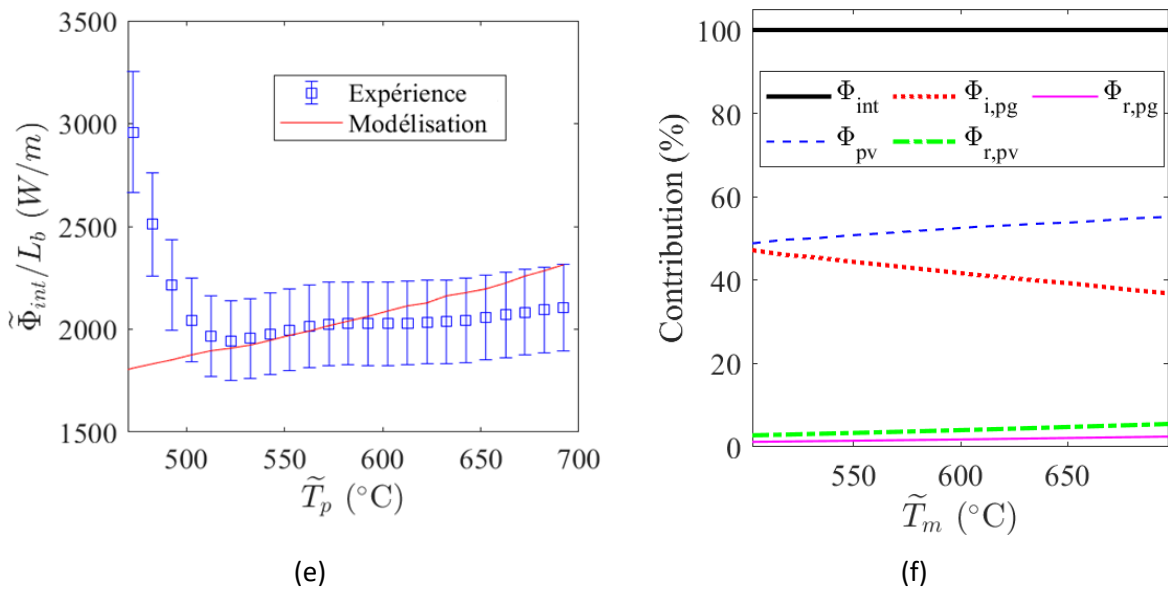 3500
3000
2500
2000
1500
Φ̃int/Lb (W/m)
Expérience
Modélisation
500 550 600 650 700
T̃p (°C)
(e)
100
80
60
40
20
0
Contribution (%)
Φint Φi,pg Φr,pg
Φpv Φr,pv
550 600 650
T̃m (°C)
(f)